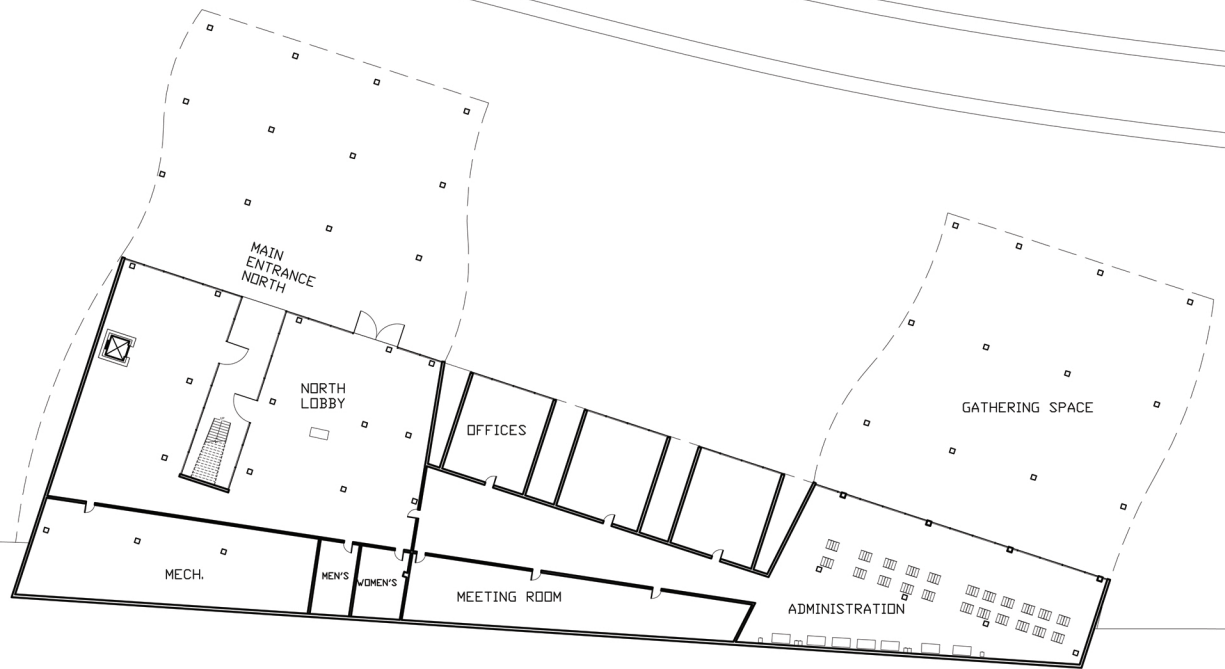 MAIN
ENTRANCE
NORTH
NORTH
LOBBY
OFFICES
GATHERING SPACE
MECH.
MEN'S
WOMEN'S
MEETING ROOM
ADMINISTRATION